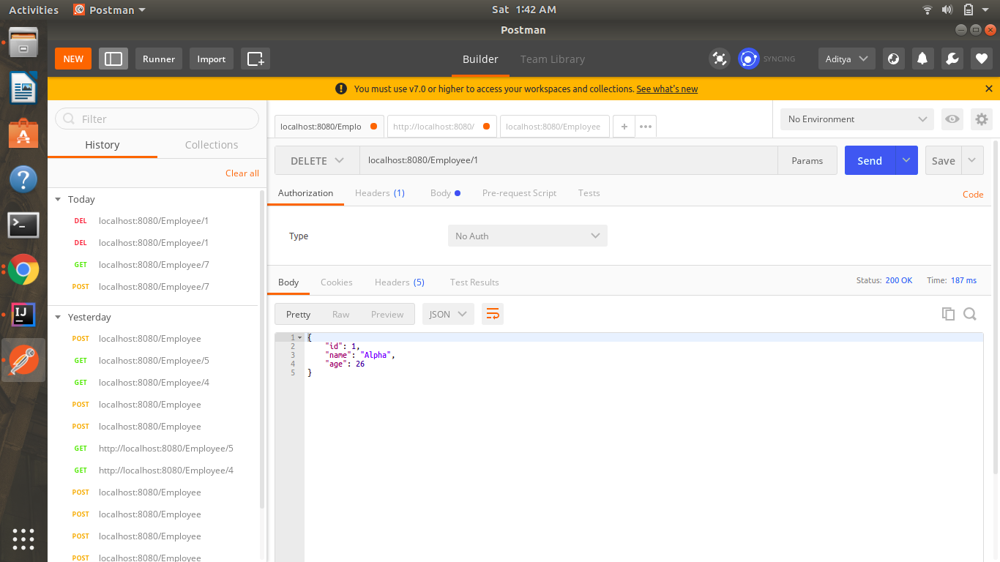 Activities Postman Sat 1:42 AM
Postman
NEW Runner Import Builder Team Library SYNCING Aditya
You must use v7.0 or higher to access your workspaces and collections. See what's new
Filter
History Collections
Clear all
Today
DEL localhost:8080/Employee/1
DEL localhost:8080/Employee/1
GET localhost:8080/Employee/7
POST localhost:8080/Employee/7
Yesterday
POST localhost:8080/Employee
GET localhost:8080/Employee/5
GET localhost:8080/Employee/4
POST localhost:8080/Employee
POST localhost:8080/Employee
GET http://localhost:8080/Employee/5
GET http://localhost:8080/Employee/4
POST localhost:8080/Employee
POST localhost:8080/Employee
POST localhost:8080/Employee
POST localhost:8080/Employee
localhost:8080/Emplo http://localhost:8080/ localhost:8080/Employee + ••• No Environment
DELETE localhost:8080/Employee/1 Params Send Save
Authorization Headers (1) Body Pre-request Script Tests Code
Type No Auth
Body Cookies Headers (5) Test Results Status: 200 OK Time: 187 ms
Pretty Raw Preview JSON
1 {
2 "id": 1,
3 "name": "Alpha",
4 "age": 26
5 }
IJ